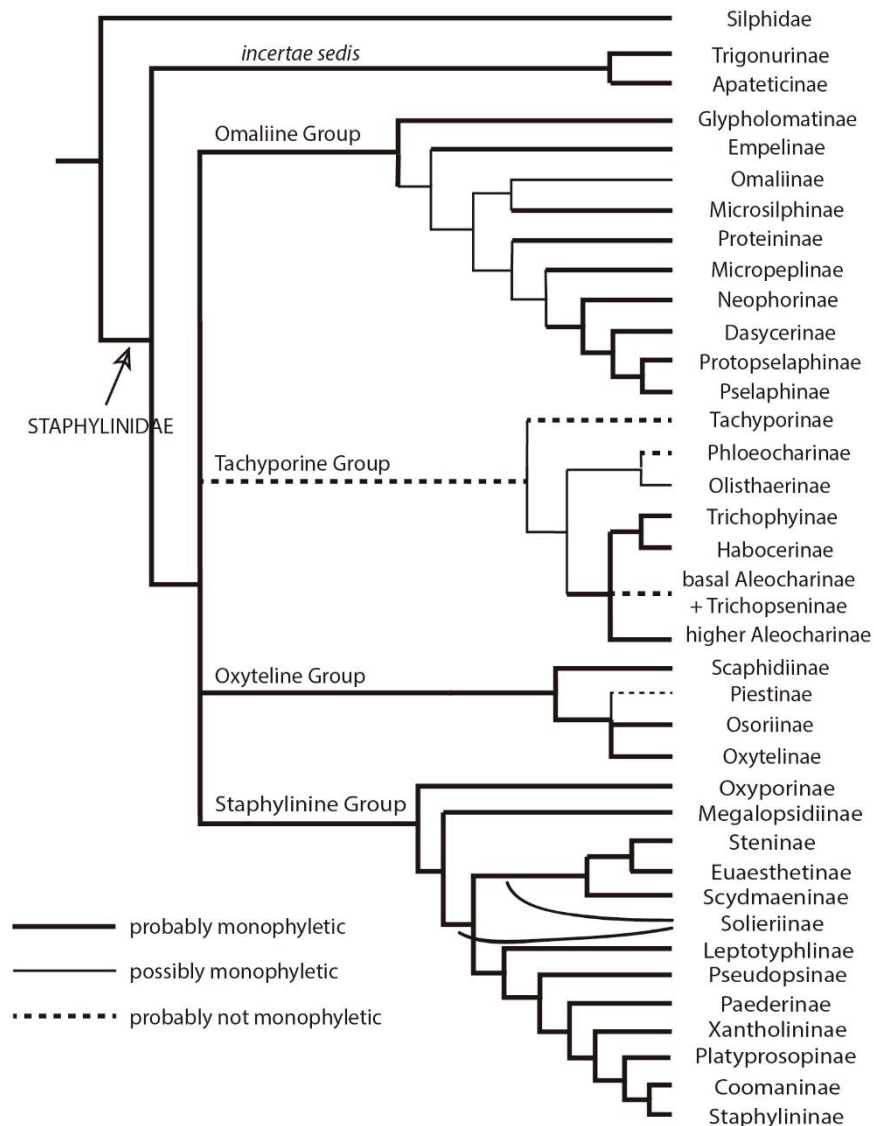 Silphidae
incertae sedis
Trigonurinae
Apateticinae
Omaliine Group
Glypholomatinae
Empelinae
Omaliinae
Microsilphinae
Proteininae
Micropeplinae
Neophorinae
Dasycerinae
Protopselaphinae
Pselaphinae
STAPHYLINIDAE
Tachyporinae
Tachyporine Group
Phloeocharinae
Olisthaerinae
Trichophyinae
Habocerinae
basal Aleocharinae
+ Trichopseninae
higher Aleocharinae
Oxyteline Group
Scaphidiinae
Piestinae
Osoriinae
Oxytelinae
Staphylinine Group
Oxyporinae
Megalopsidiinae
Steninae
Euaesthetinae
Scydmaeninae
Solieriinae
Leptotyphlinae
Pseudopsinae
Paederinae
Xantholininae
Platyprosopinae
Coomaninae
Staphylininae
probably monophyletic
possibly monophyletic
probably not monophyletic